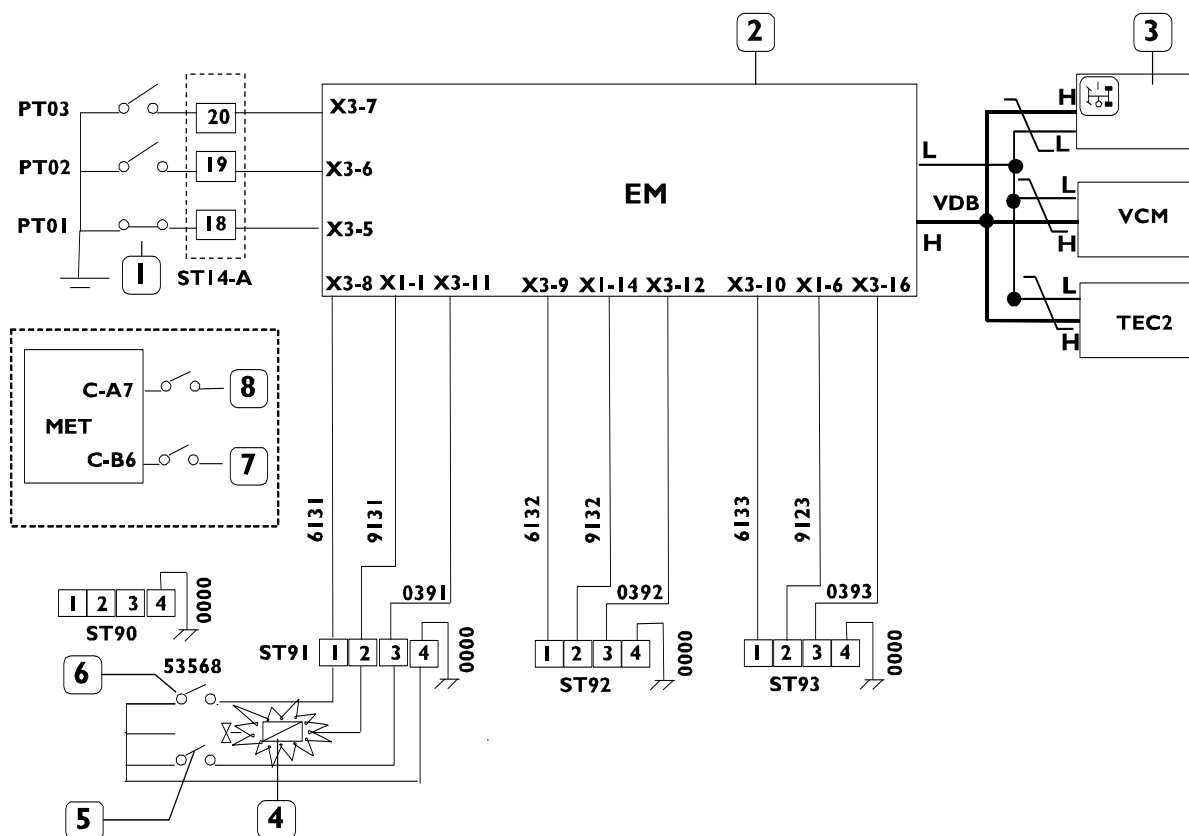 2
3
PT03
20
X3-7
H
L
PT02
19
X3-6
EM
L
L
VDB
VCM
PT01
18
X3-5
H
H
1
ST14-A
X3-8 X1-1 X3-11
X3-9 X1-14 X3-12
X3-10 X1-6 X3-16
L
TEC2
H
C-A7
8
MET
C-B6
7
6131
9131
6132
9132
6133
9123
0391
0392
0393
1 2 3 4
0000
ST90
ST91
1 2 3 4
0000
1 2 3 4
0000
ST92
1 2 3 4
0000
ST93
6
53568
5
4